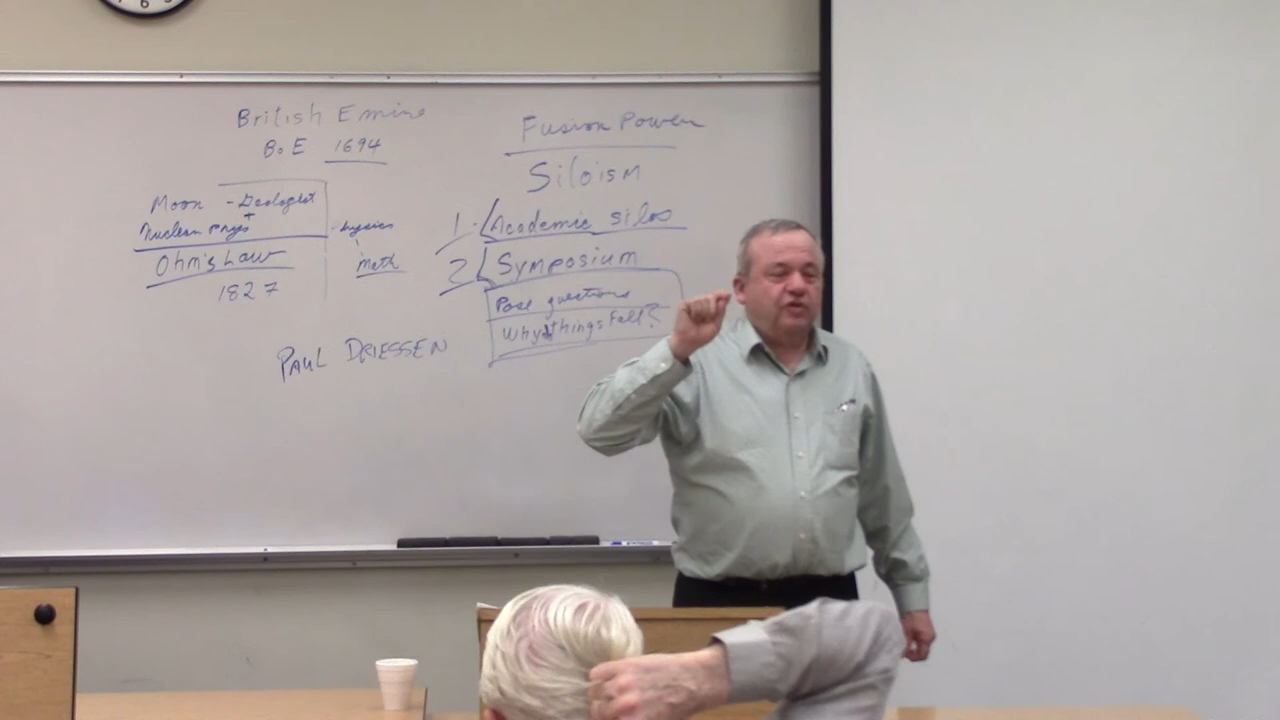 British Empire
B. E 1694
Moon - Geologist
+
Nuclear phys
physics
Ohm's Law
Math
1827
PAUL DRIESSEN
Fusion Power
Siloism
1. Academic silos
2 Symposium
Pose questions
Why things Fall?